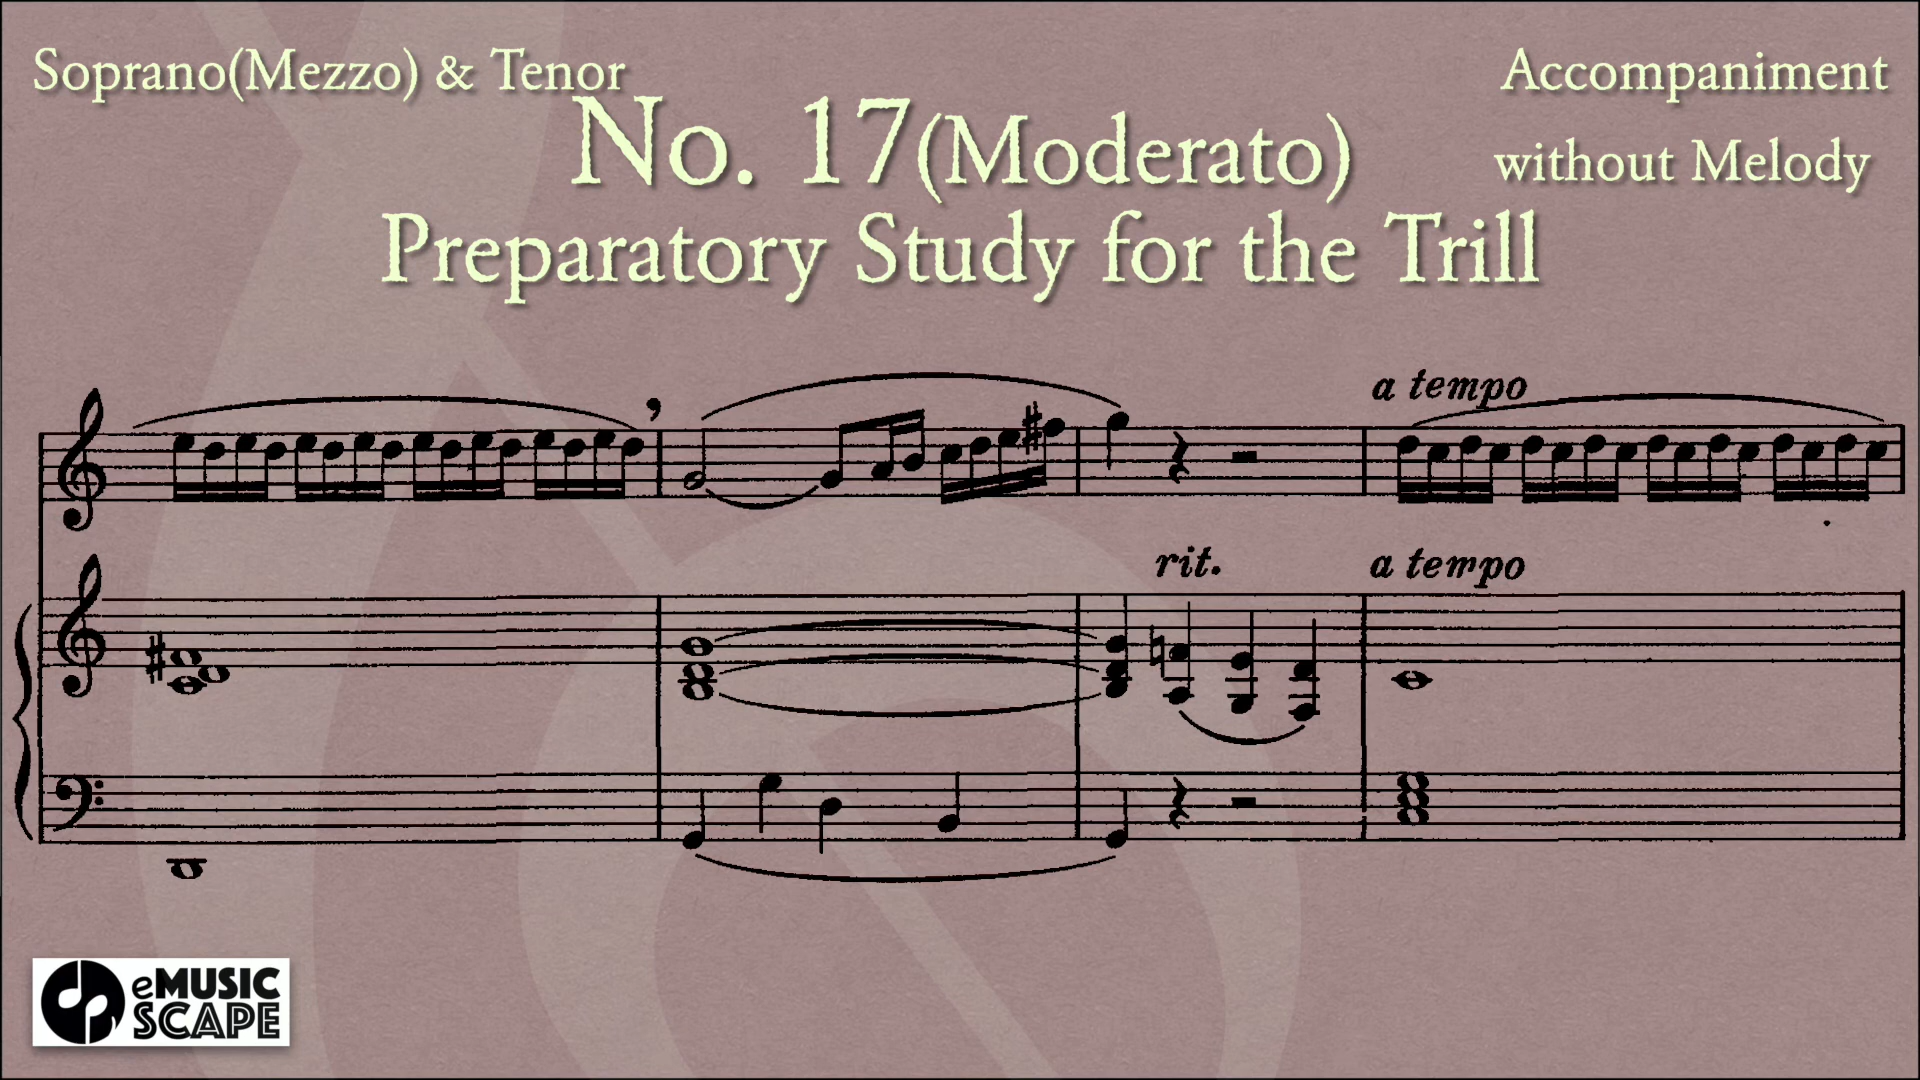 Soprano(Mezzo) & Tenor
Accompaniment
without Melody
No. 17(Moderato)
Preparatory Study for the Trill
a tempo
rit.
a tempo
eMUSIC
SCAPE